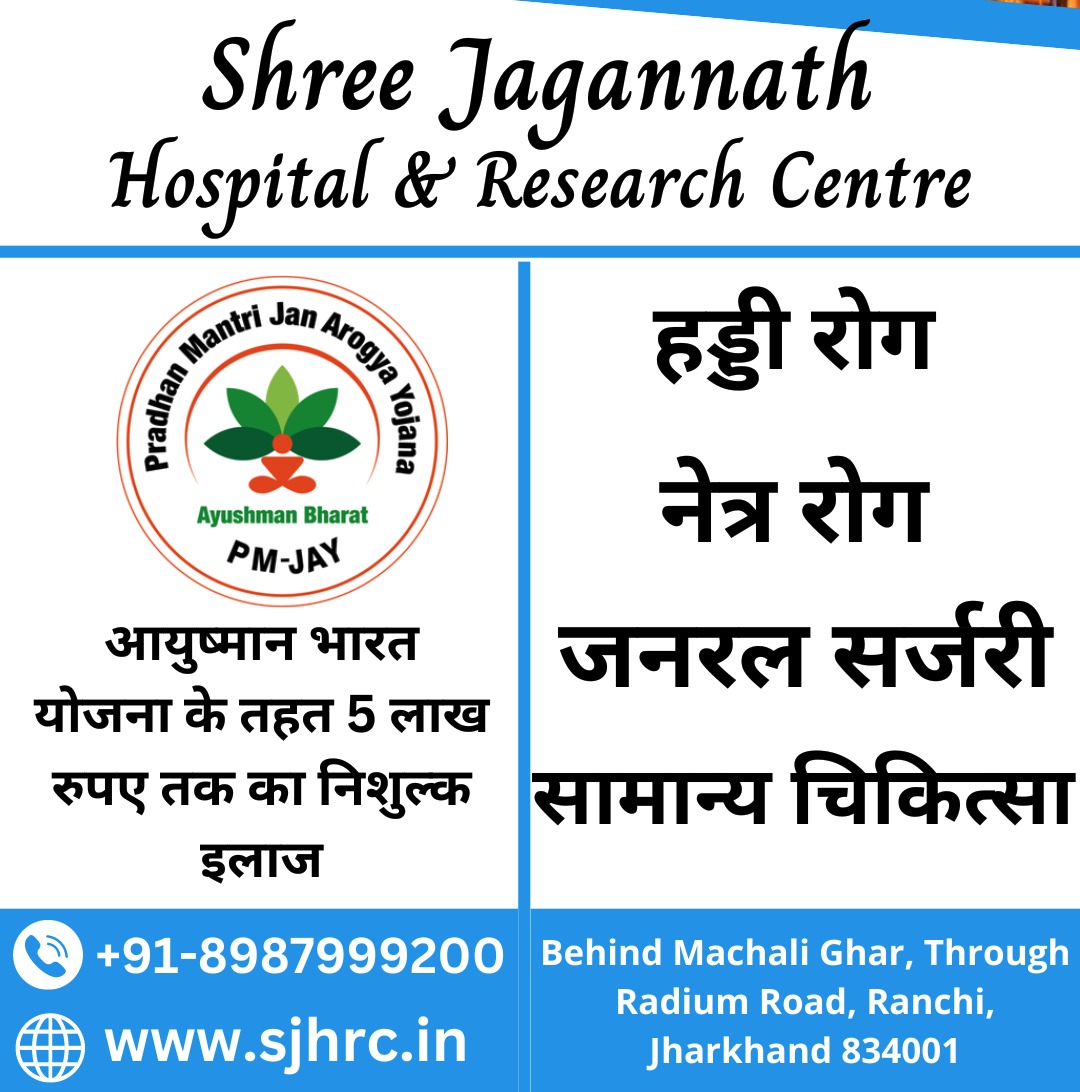 Shree Jagannath
Hospital & Research Centre
Pradhan Mantri Jan Arogya Yojana
Ayushman Bharat
PM-JAY
आयुष्मान भारत
योजना के तहत 5 लाख
रुपए तक का निशुल्क
इलाज
हड्डी रोग
नेत्र रोग
जनरल सर्जरी
सामान्य चिकित्सा
+91-8987999200
www.sjhrc.in
Behind Machali Ghar, Through
Radium Road, Ranchi,
Jharkhand 834001